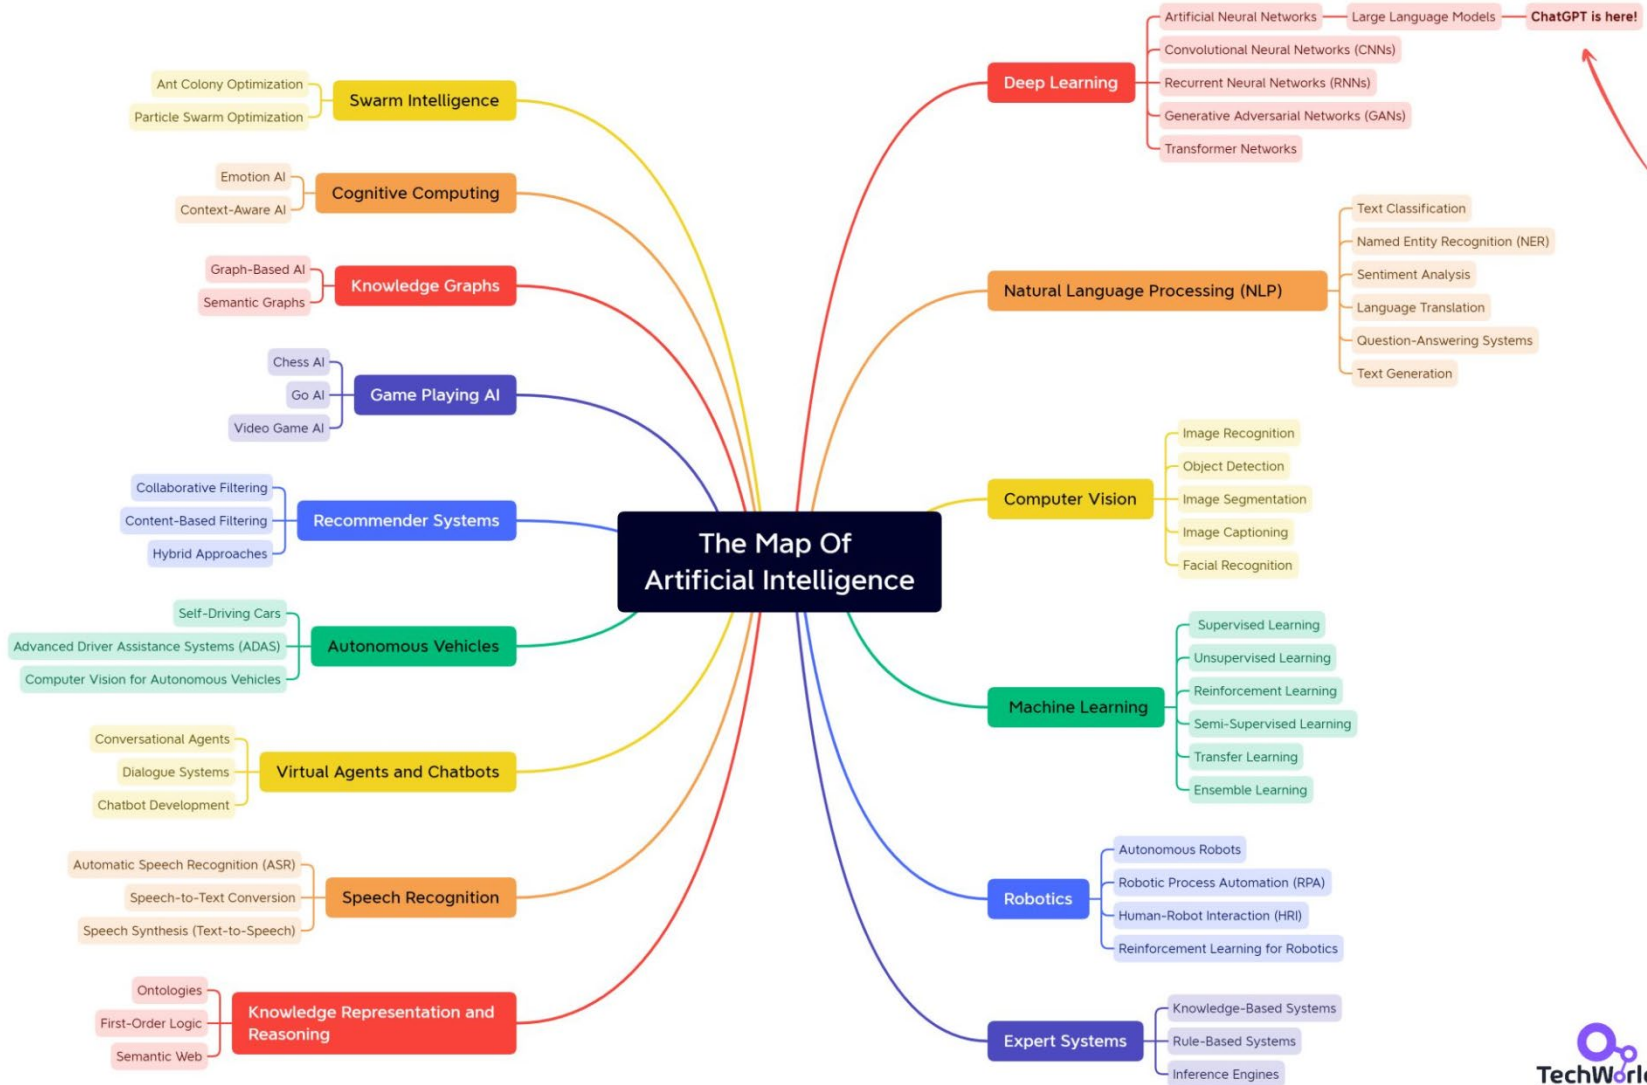 The Map Of
Artificial Intelligence
Swarm Intelligence
Ant Colony Optimization
Particle Swarm Optimization
Cognitive Computing
Emotion AI
Context-Aware AI
Knowledge Graphs
Graph-Based AI
Semantic Graphs
Game Playing AI
Chess AI
Go AI
Video Game AI
Recommender Systems
Collaborative Filtering
Content-Based Filtering
Hybrid Approaches
Autonomous Vehicles
Self-Driving Cars
Advanced Driver Assistance Systems (ADAS)
Computer Vision for Autonomous Vehicles
Virtual Agents and Chatbots
Conversational Agents
Dialogue Systems
Chatbot Development
Speech Recognition
Automatic Speech Recognition (ASR)
Speech-to-Text Conversion
Speech Synthesis (Text-to-Speech)
Knowledge Representation and
Reasoning
Ontologies
First-Order Logic
Semantic Web
Deep Learning
Artificial Neural Networks
Large Language Models
ChatGPT is here!
Convolutional Neural Networks (CNNs)
Recurrent Neural Networks (RNNs)
Generative Adversarial Networks (GANs)
Transformer Networks
Natural Language Processing (NLP)
Text Classification
Named Entity Recognition (NER)
Sentiment Analysis
Language Translation
Question-Answering Systems
Text Generation
Computer Vision
Image Recognition
Object Detection
Image Segmentation
Image Captioning
Facial Recognition
Machine Learning
Supervised Learning
Unsupervised Learning
Reinforcement Learning
Semi-Supervised Learning
Transfer Learning
Ensemble Learning
Robotics
Autonomous Robots
Robotic Process Automation (RPA)
Human-Robot Interaction (HRI)
Reinforcement Learning for Robotics
Expert Systems
Knowledge-Based Systems
Rule-Based Systems
Inference Engines
TechWorld